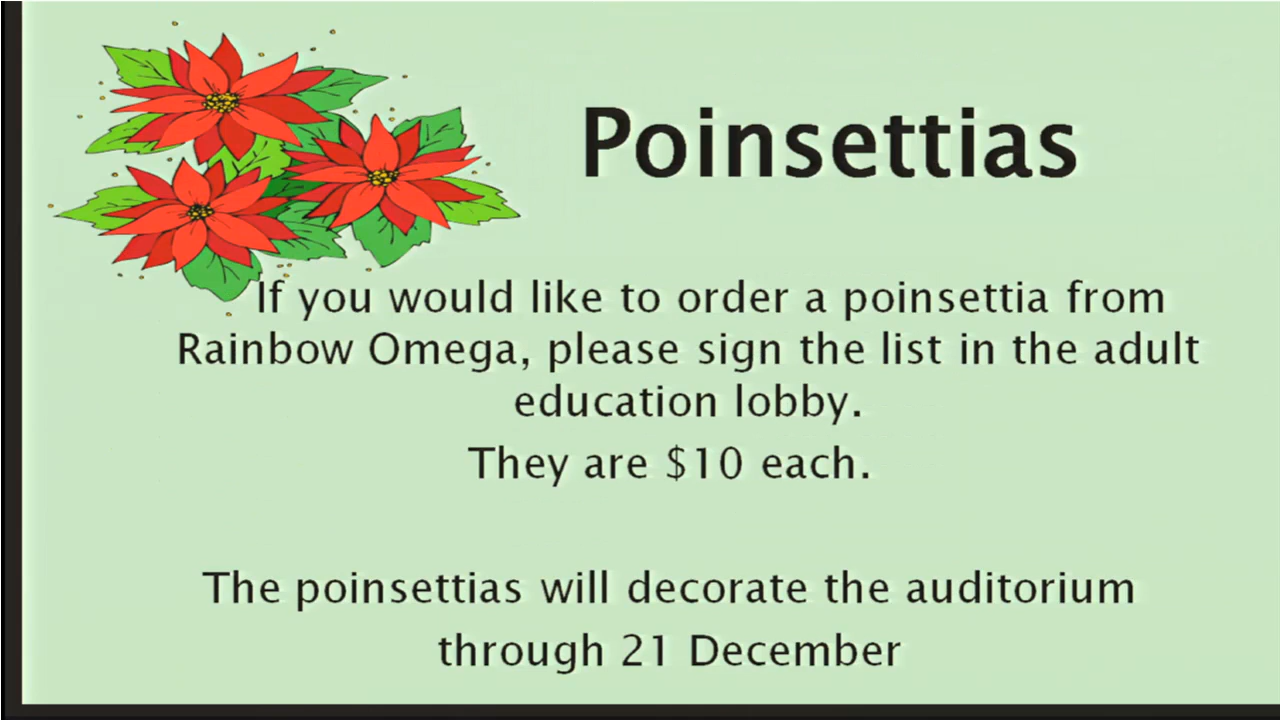 Poinsettias
If you would like to order a poinsettia from
Rainbow Omega, please sign the list in the adult
education lobby.
They are $10 each.
The poinsettias will decorate the auditorium
through 21 December